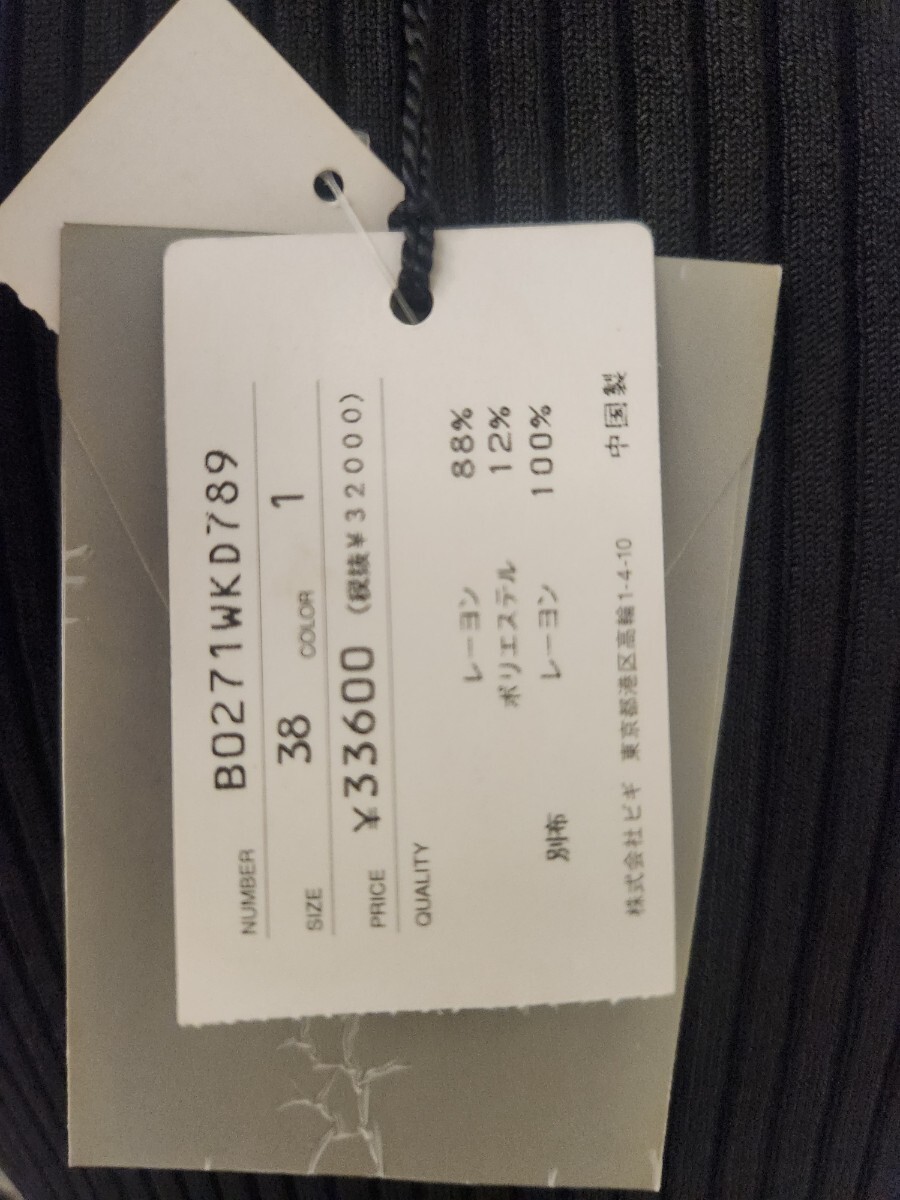 NUMBER B0271WKD789
SIZE 38 COLOR 1
PRICE ¥33600 (税抜¥32000)
QUALITY
レーヨン 88%
ポリエステル 12%
別布 レーヨン 100%
株式会社ビギ 東京都港区高輪1-4-10 中国製